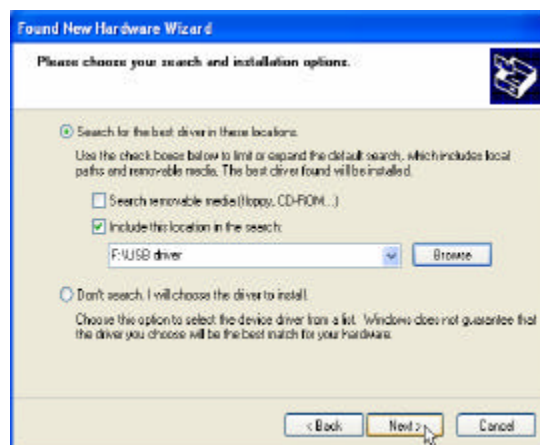 Found New Hardware Wizard
Please choose your search and installation options.
Search for the best driver in these locations.
Use the check boxes below to limit or expand the default search, which includes local
paths and removable media. The best driver found will be installed.
Search removable media (floppy, CD-ROM...)
Include this location in the search:
F:\USB driver
Browse
Don't search. I will choose the driver to install.
Choose this option to select the device driver from a list. Windows does not guarantee that
the driver you choose will be the best match for your hardware.
< Back Next > Cancel